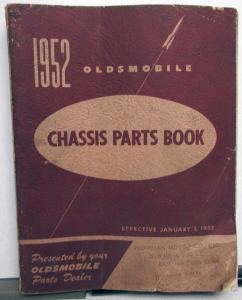 1952 OLDSMOBILE
CHASSIS PARTS BOOK
EFFECTIVE JANUARY 1, 1952
Presented by your
OLDSMOBILE
Parts Dealer